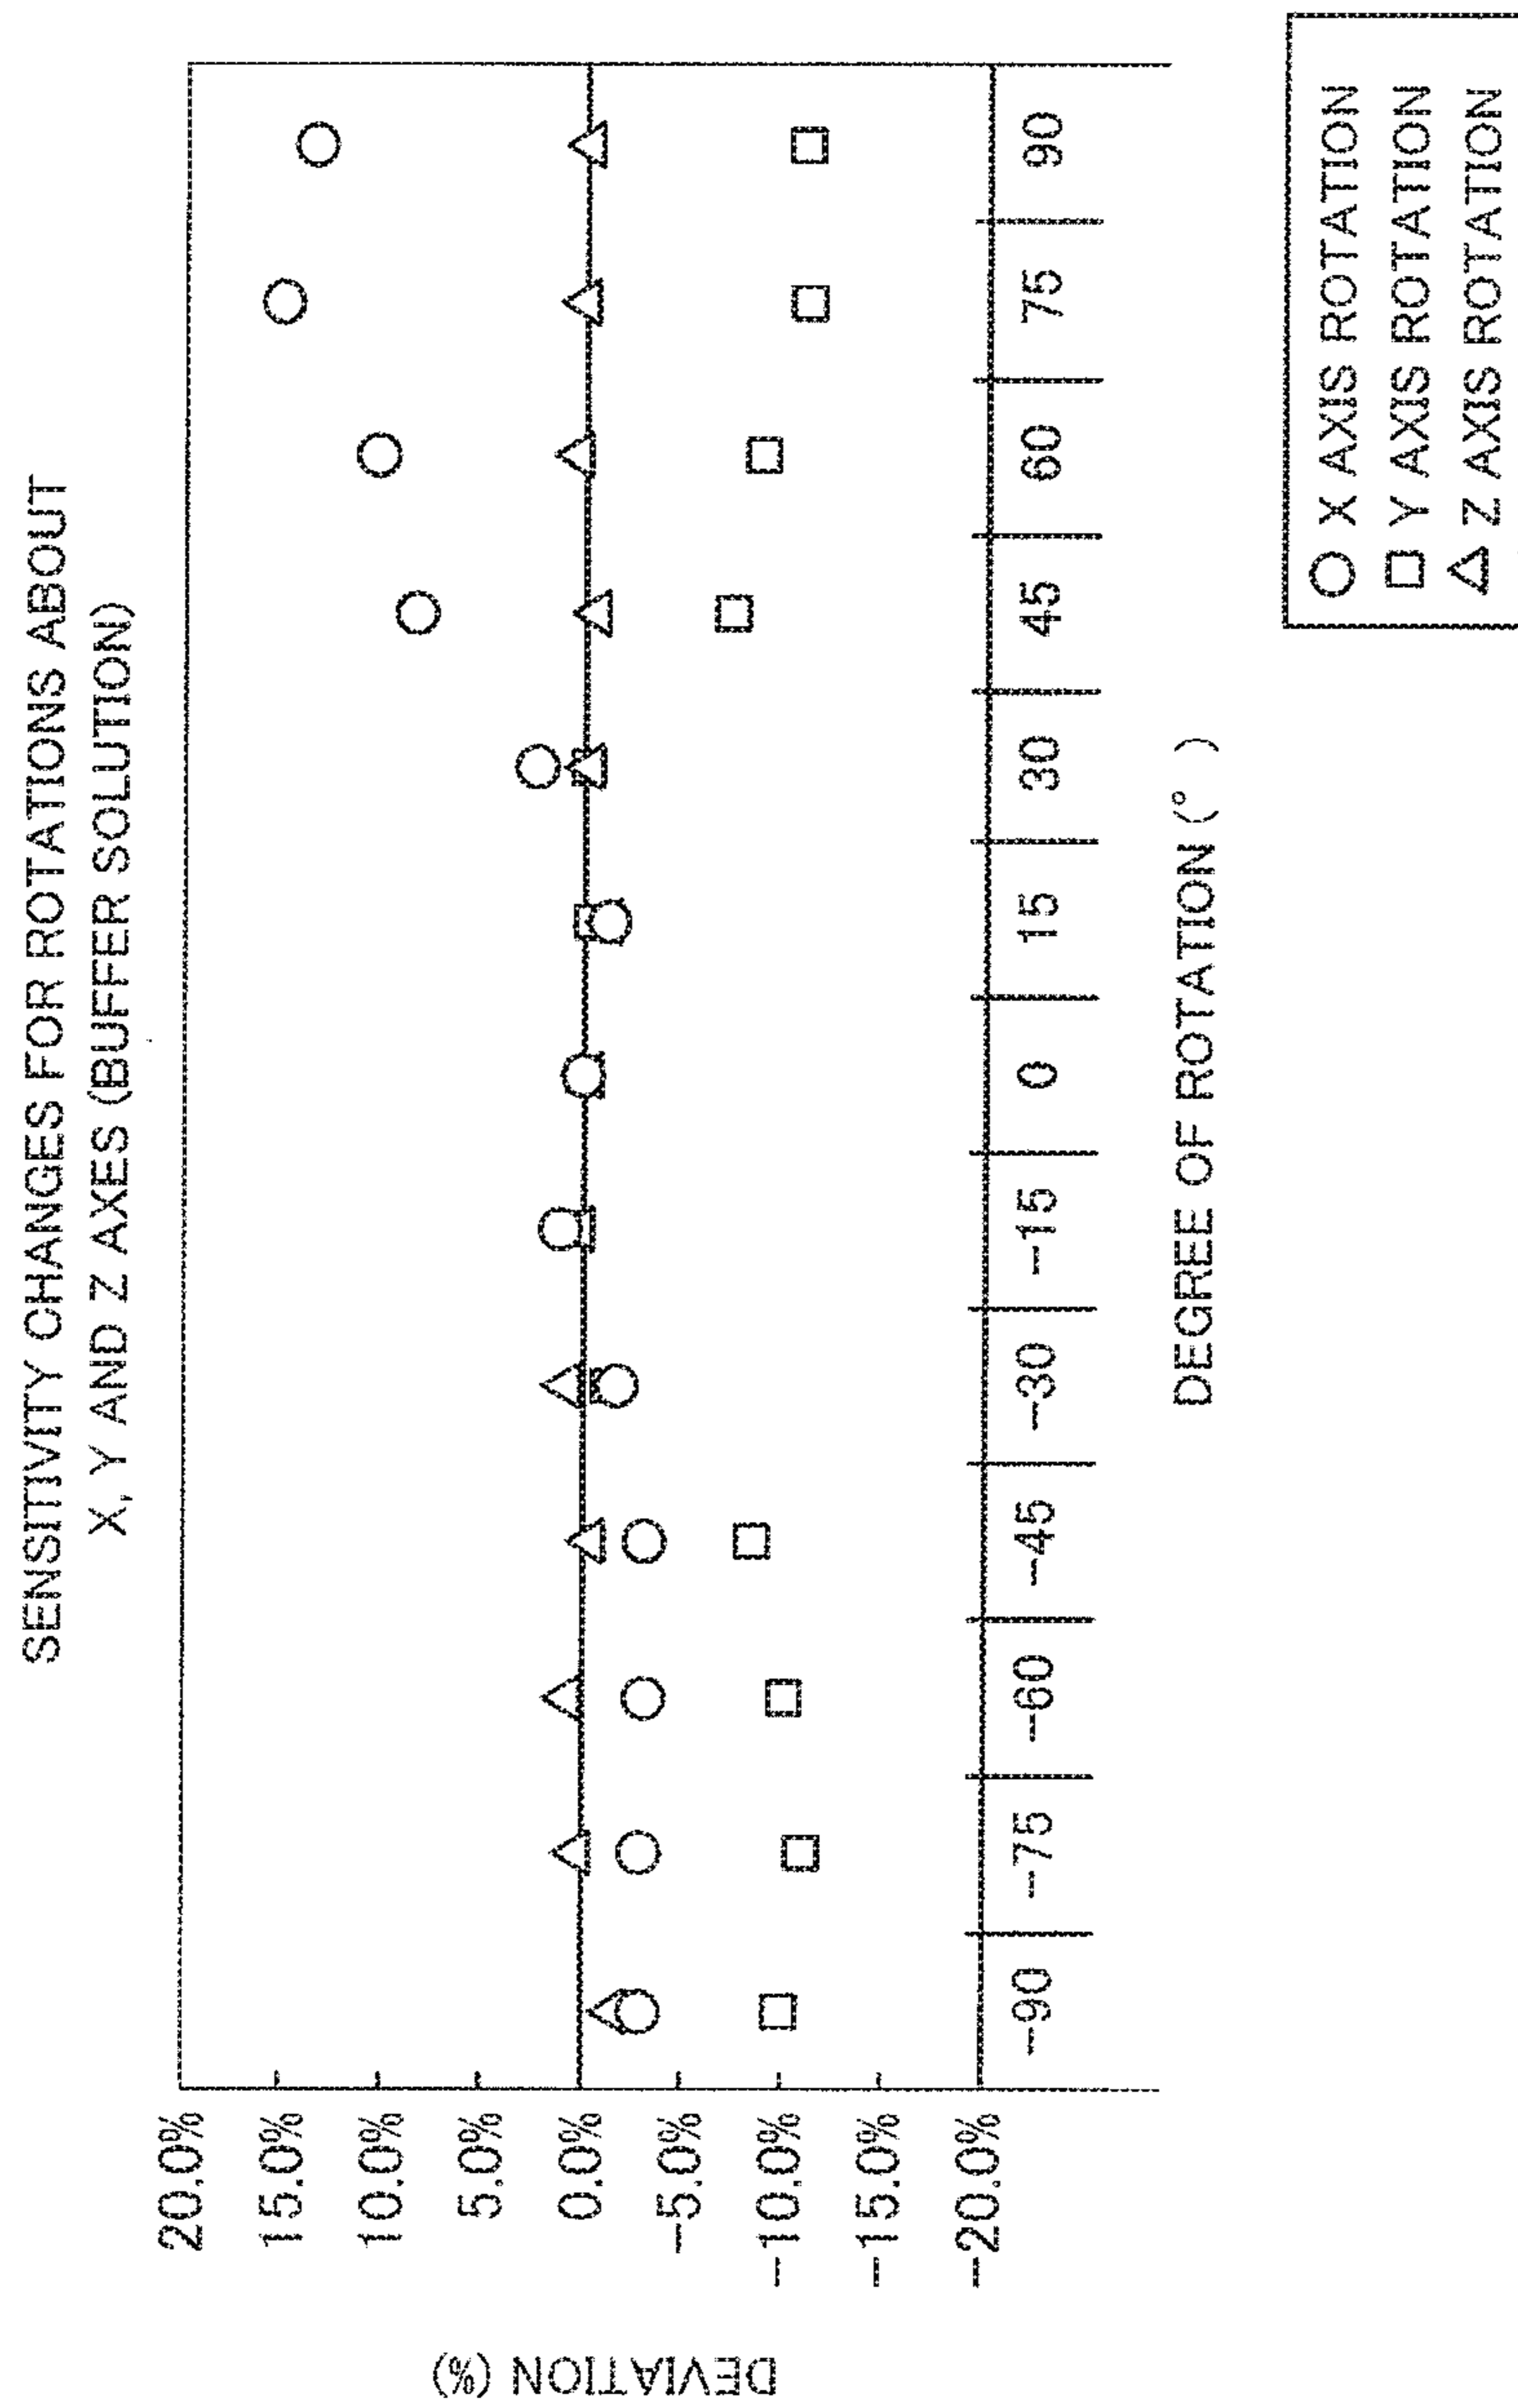 SENSITIVITY CHANGES FOR ROTATIONS ABOUT
X, Y AND Z AXES (BUFFER SOLUTION)
DEVIATION (%)
20.0%
15.0%
10.0%
5.0%
0.0%
-5.0%
-10.0%
-15.0%
-20.0%
-90 -75 -60 -45 -30 -15 0 15 30 45 60 75 90
DEGREE OF ROTATION (° )
X AXIS ROTATION
Y AXIS ROTATION
Z AXIS ROTATION